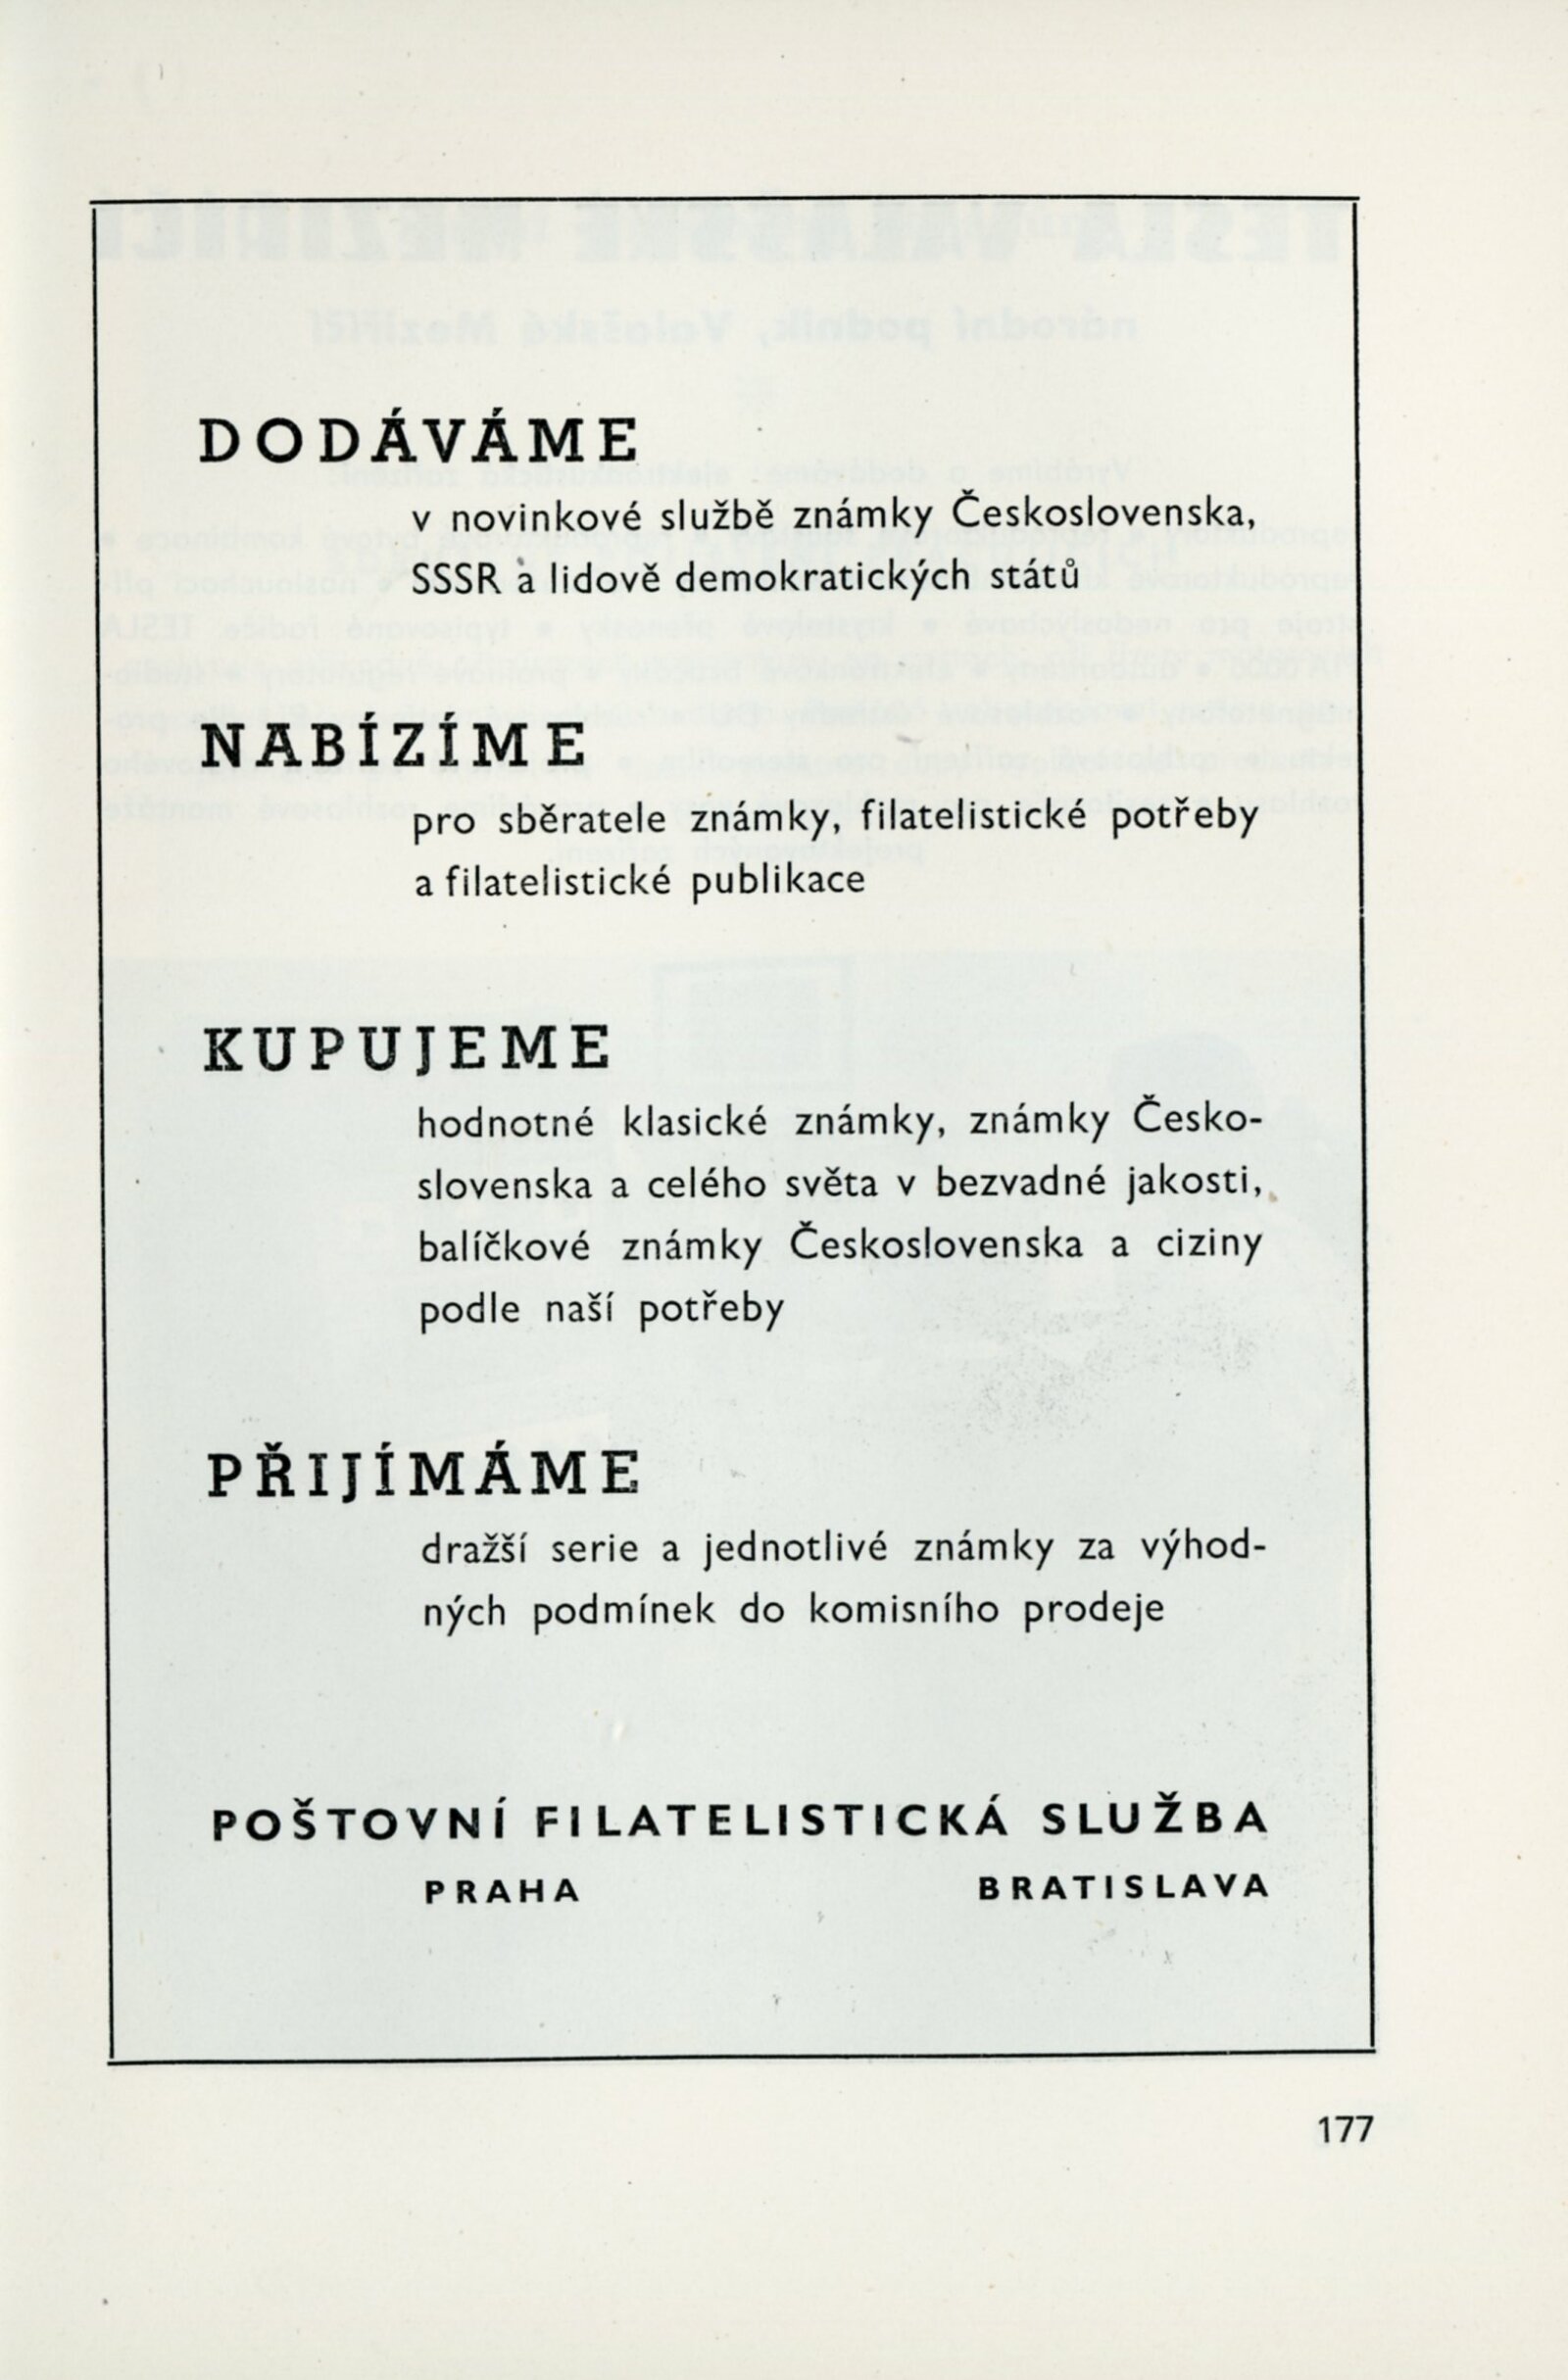 DODÁVÁME
v novinkové službě známky Československa,
SSSR a lidově demokratických států
NABÍZÍME
pro sběratele známky, filatelistické potřeby
a filatelistické publikace
KUPUJEME
hodnotné klasické známky, známky Česko-
slovenska a celého světa v bezvadné jakosti,
balíčkové známky Československa a ciziny
podle naší potřeby
PŘIJÍMÁME
dražší serie a jednotlivé známky za výhod-
ných podmínek do komisního prodeje
POŠTOVNÍ FILATELISTICKÁ SLUŽBA
PRAHA BRATISLAVA
177